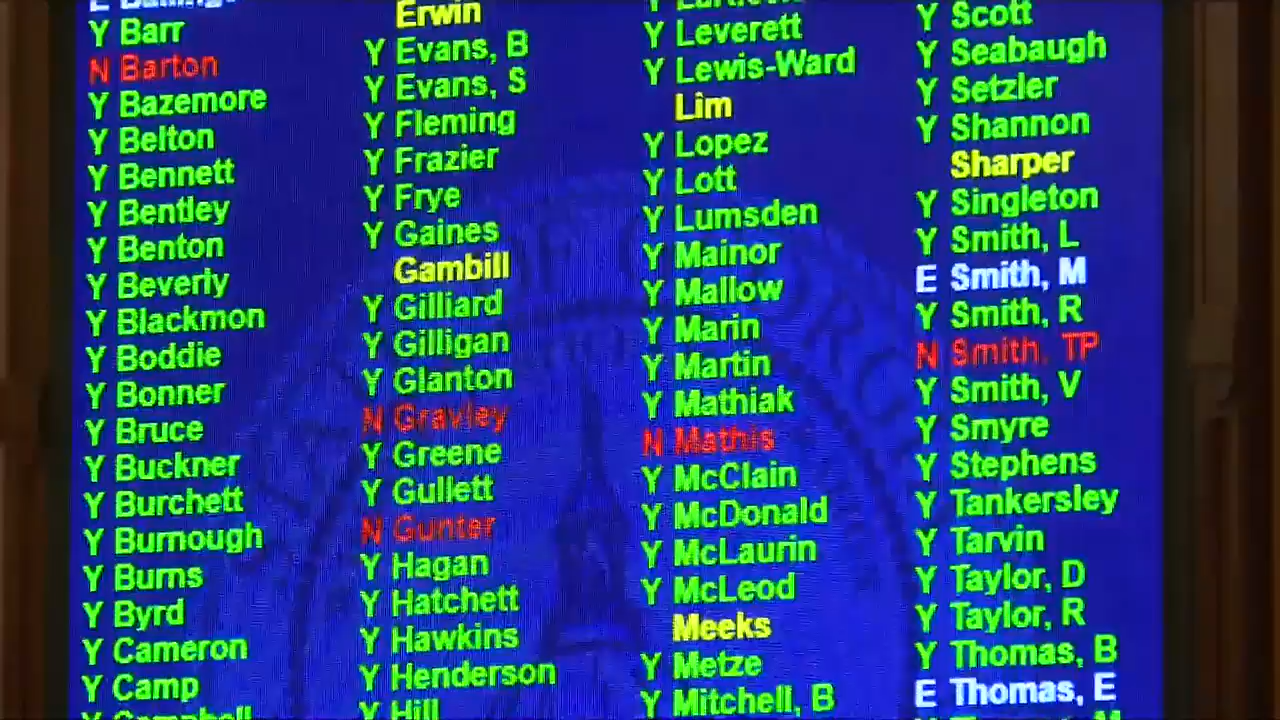 Y Barr
N Barton
Y Bazemore
Y Belton
Y Bennett
Y Bentley
Y Benton
Y Beverly
Y Blackmon
Y Boddie
Y Bonner
Y Bruce
Y Buckner
Y Burchett
Y Burnough
Y Burns
Y Byrd
Y Cameron
Y Camp
Campbell
Erwin
Y Evans, B
Y Evans, S
Y Fleming
Y Frazier
Y Frye
Y Gaines
Gambill
Y Gilliard
Y Gilligan
Y Glanton
N Gravley
Y Greene
Y Gullett
N Gunter
Y Hagan
Y Hatchett
Y Hawkins
Y Henderson
Y Hill
Y Leverett
Y Lewis-Ward
Lim
Y Lopez
Y Lott
Y Lumsden
Y Mainor
Y Mallow
Y Marin
Y Martin
Y Mathiak
N Mathis
Y McClain
Y McDonald
Y McLaurin
Y McLeod
Meeks
Y Metze
Y Mitchell, B
Y Scott
Y Seabaugh
Y Setzler
Y Shannon
Sharper
Y Singleton
Y Smith, L
E Smith, M
Y Smith, R
N Smith, TP
Y Smith, V
Y Smyre
Y Stephens
Y Tankersley
Y Tarvin
Y Taylor, D
Y Taylor, R
Y Thomas, B
E Thomas, E